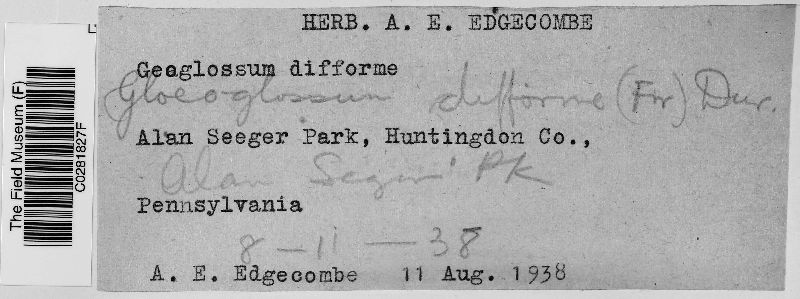 The Field Museum (F)
C0281827F
HERB. A. E. EDGECOMBE
Geoglossum difforme
Gloeoglossum difforme (Fr) Dur.
Alan Seeger Park, Huntingdon Co.,
Alan Seger Pk
Pennsylvania
8-11-38
A. E. Edgecombe 11 Aug. 1938